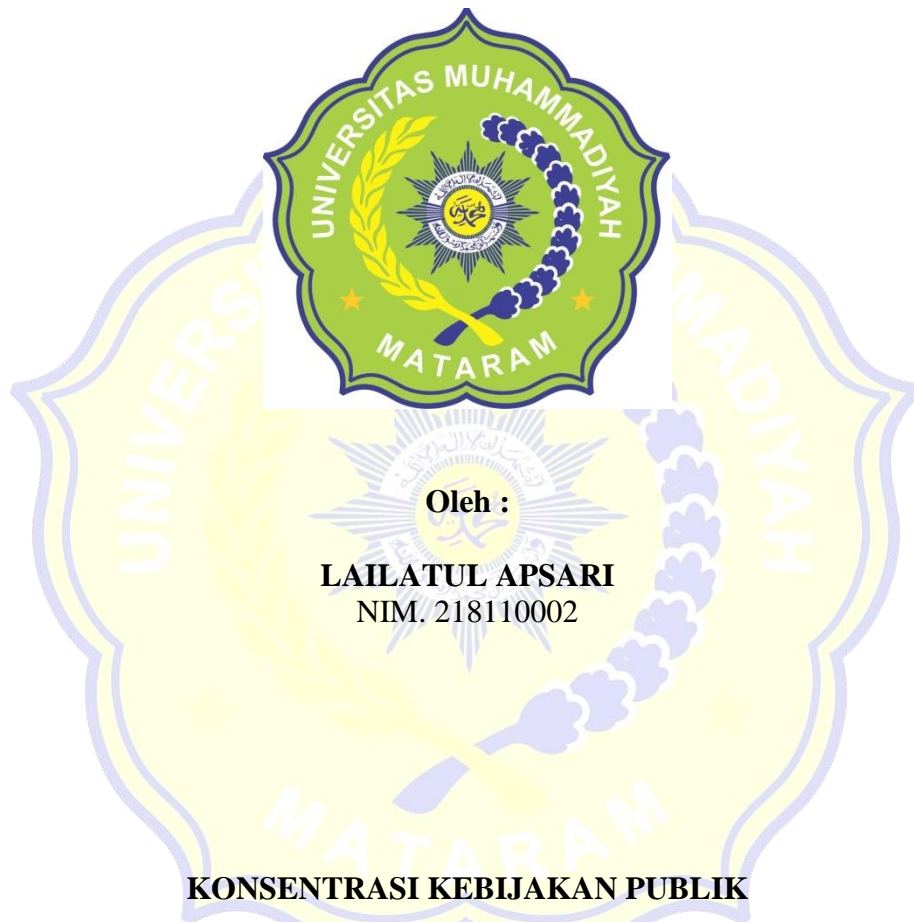 UNIVERSITAS MUHAMMADIYAH
MATARAM
Oleh :
LAILATUL APSARI
NIM. 218110002
KONSENTRASI KEBIJAKAN PUBLIK